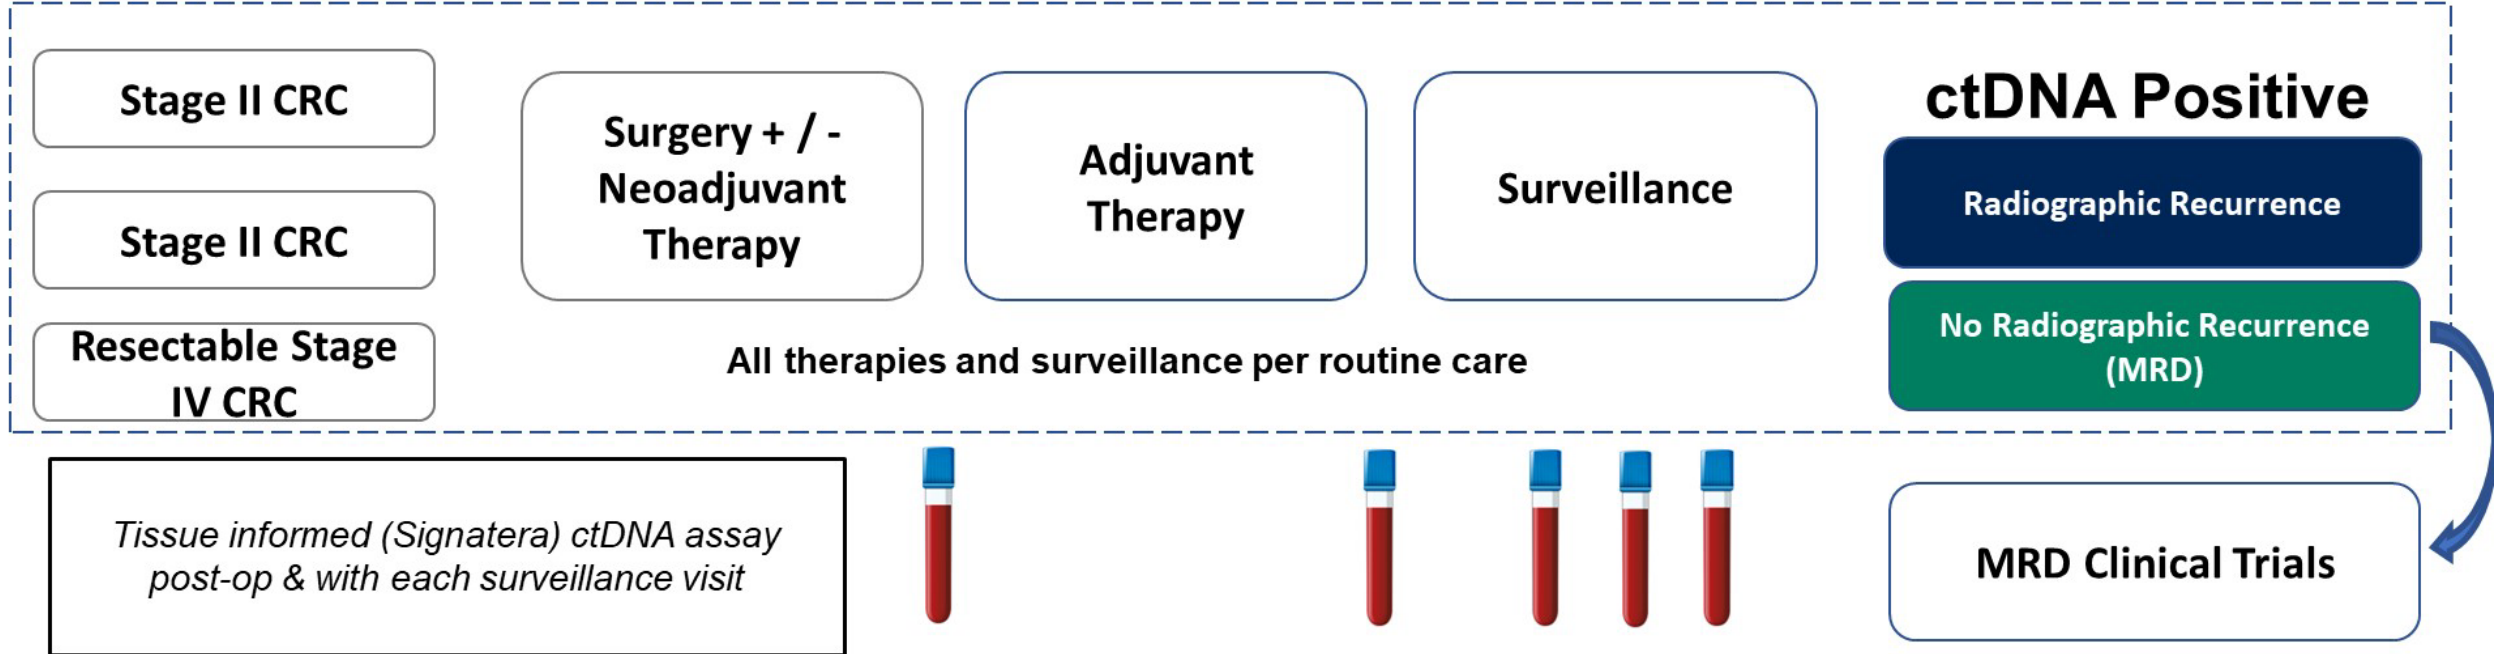 Stage II CRC
Stage II CRC
Resectable Stage
IV CRC
Surgery + / -
Neoadjuvant
Therapy
Adjuvant
Therapy
Surveillance
All therapies and surveillance per routine care
ctDNA Positive
Radiographic Recurrence
No Radiographic Recurrence
(MRD)
Tissue informed (Signatera) ctDNA assay
post-op & with each surveillance visit
MRD Clinical Trials